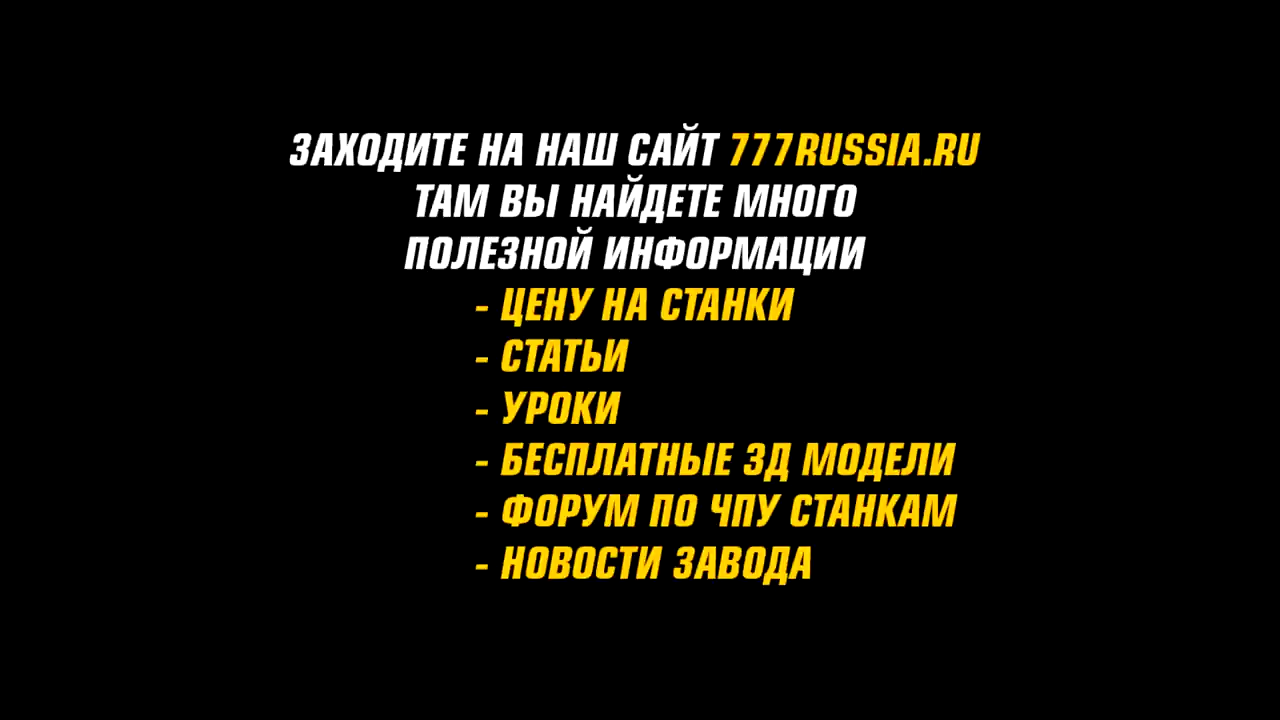 ЗАХОДИТЕ НА НАШ САЙТ 777RUSSIA.RU
ТАМ ВЫ НАЙДЕТЕ МНОГО
ПОЛЕЗНОЙ ИНФОРМАЦИИ
- ЦЕНУ НА СТАНКИ
- СТАТЬИ
- УРОКИ
- БЕСПЛАТНЫЕ 3Д МОДЕЛИ
- ФОРУМ ПО ЧПУ СТАНКАМ
- НОВОСТИ ЗАВОДА